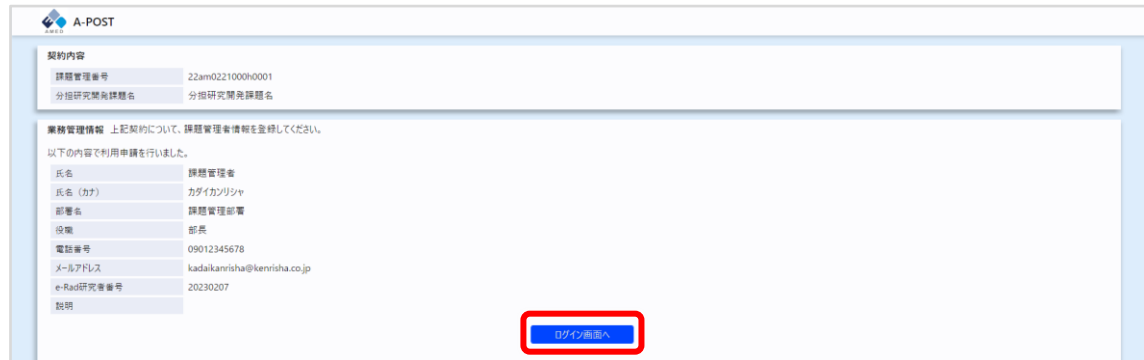 A-POST
AMED
契約内容
課題管理番号 22am0221000h0001
分担研究開発課題名 分担研究開発課題名
業務管理情報 上記契約について、課題管理者情報を登録してください。
以下の内容で利用申請を行いました。
氏名 課題管理者
氏名（カナ） カダイカンリシャ
部署名 課題管理部署
役職 部長
電話番号 09012345678
メールアドレス kadaikanrisha@kenrisha.co.jp
e-Rad研究者番号 20230207
説明
ログイン画面へ